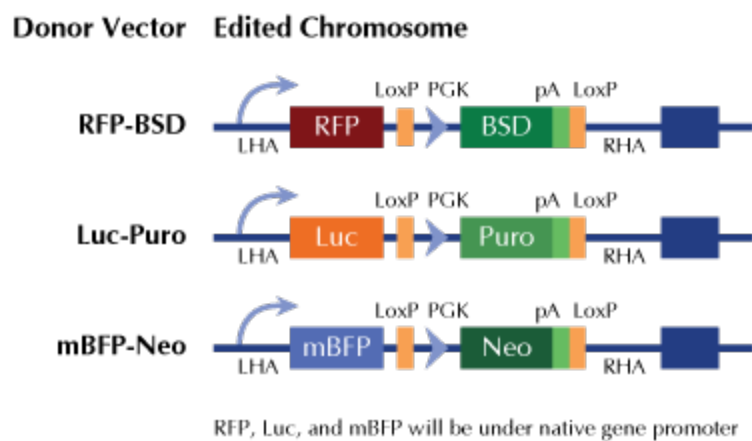 Donor Vector Edited Chromosome
LoxP PGK pA LoxP
RFP-BSD RFP BSD
LHA RHA
LoxP PGK pA LoxP
Luc-Puro Luc Puro
LHA RHA
LoxP PGK pA LoxP
mBFP-Neo mBFP Neo
LHA RHA
RFP, Luc, and mBFP will be under native gene promoter